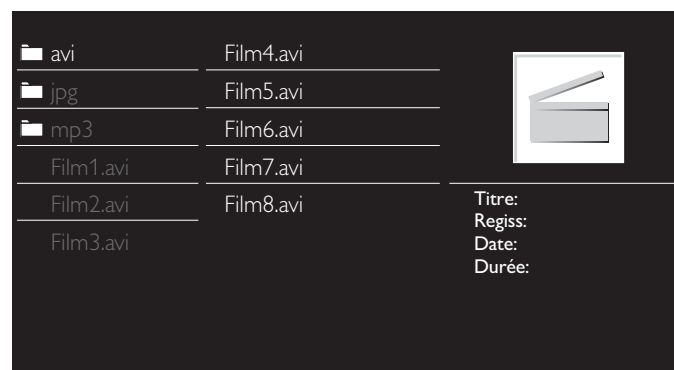 avi
jpg
mp3
Film1.avi
Film2.avi
Film3.avi
Film4.avi
Film5.avi
Film6.avi
Film7.avi
Film8.avi
Titre:
Regiss:
Date:
Durée: